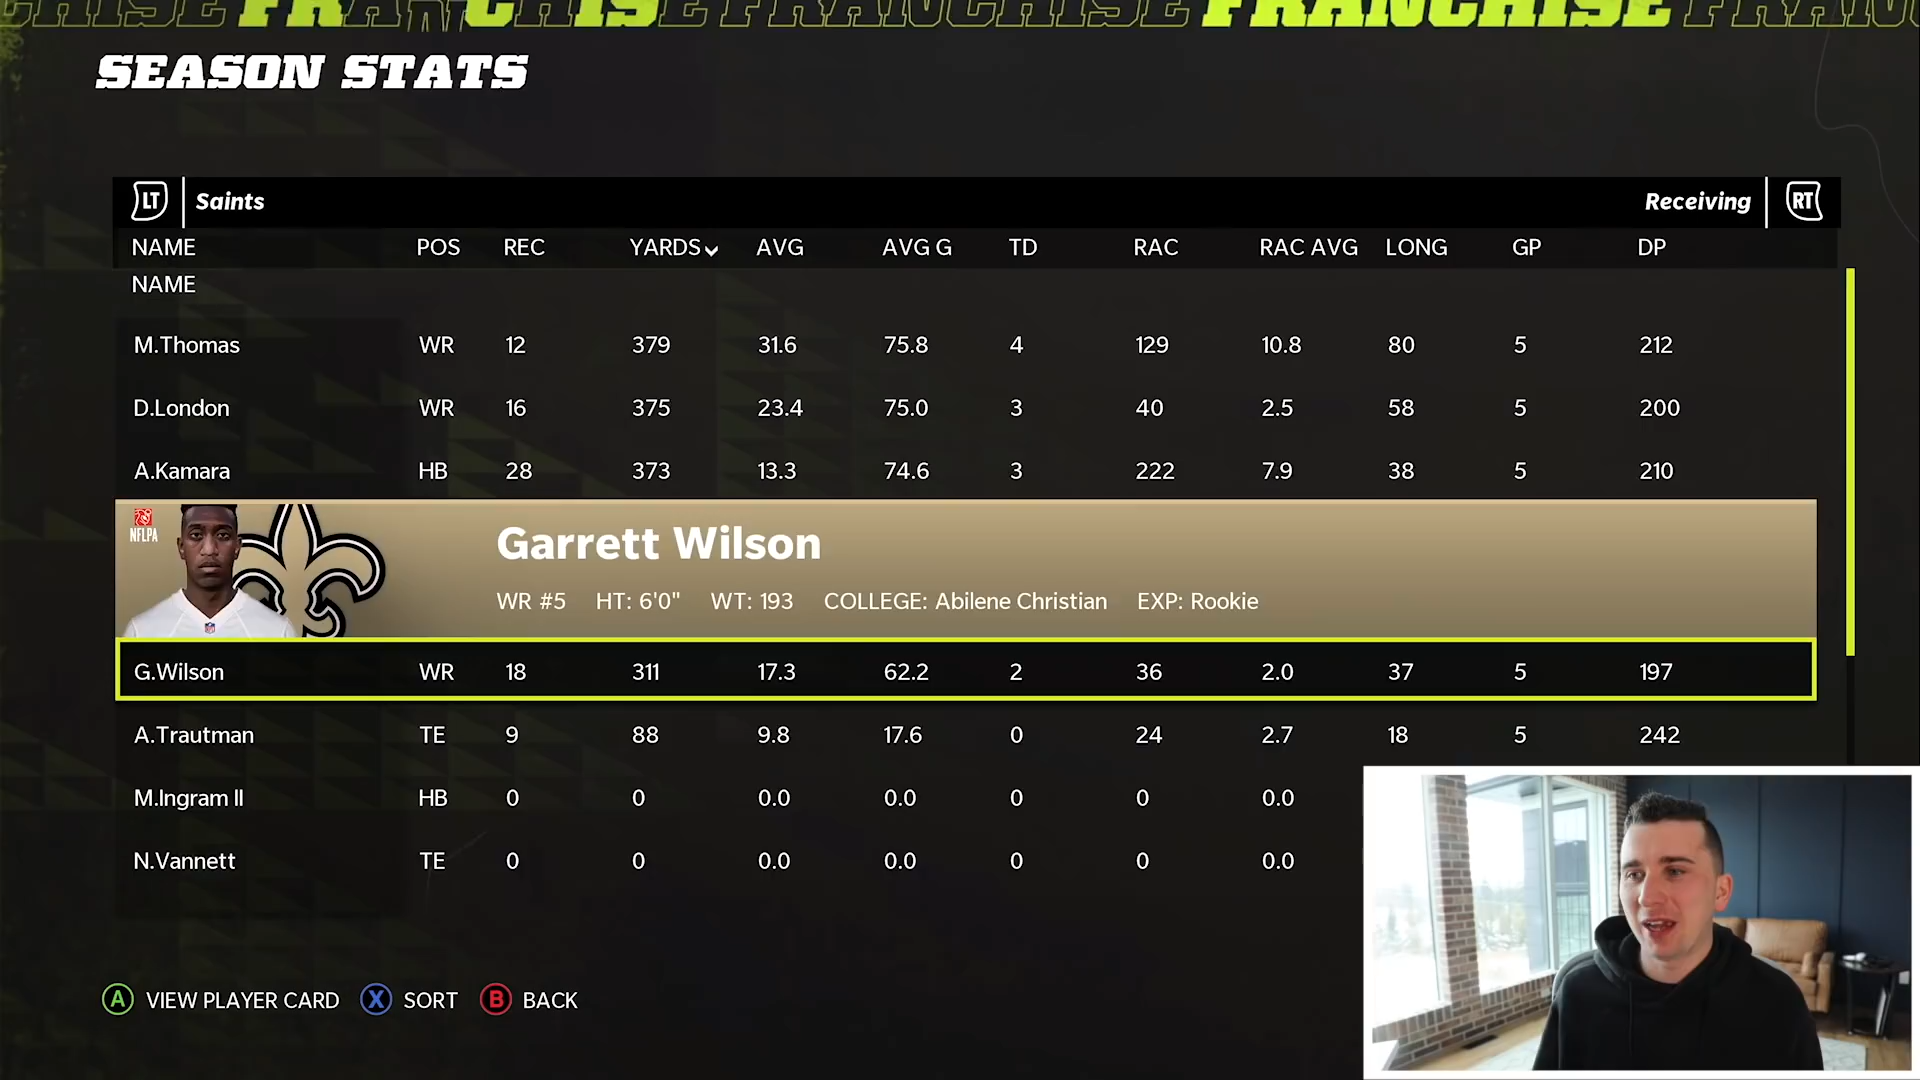 CHISE FRANCHISE FRANCHISE FRANCHISE FRAN
SEASON STATS
LT Saints Receiving RT
NAME POS REC YARDS AVG AVG G TD RAC RAC AVG LONG GP DP
NAME
M.Thomas WR 12 379 31.6 75.8 4 129 10.8 80 5 212
D.London WR 16 375 23.4 75.0 3 40 2.5 58 5 200
A.Kamara HB 28 373 13.3 74.6 3 222 7.9 38 5 210
NFLPA
Garrett Wilson
WR #5 HT: 6'0" WT: 193 COLLEGE: Abilene Christian EXP: Rookie
G.Wilson WR 18 311 17.3 62.2 2 36 2.0 37 5 197
A.Trautman TE 9 88 9.8 17.6 0 24 2.7 18 5 242
M.Ingram II HB 0 0 0.0 0.0 0 0 0.0
N.Vannett TE 0 0 0.0 0.0 0 0 0.0
A VIEW PLAYER CARD X SORT B BACK